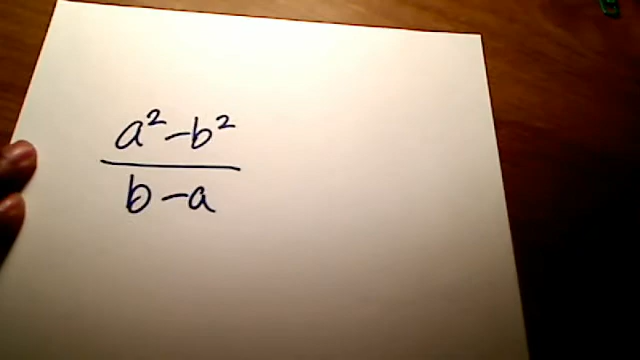 a² − b²
b − a